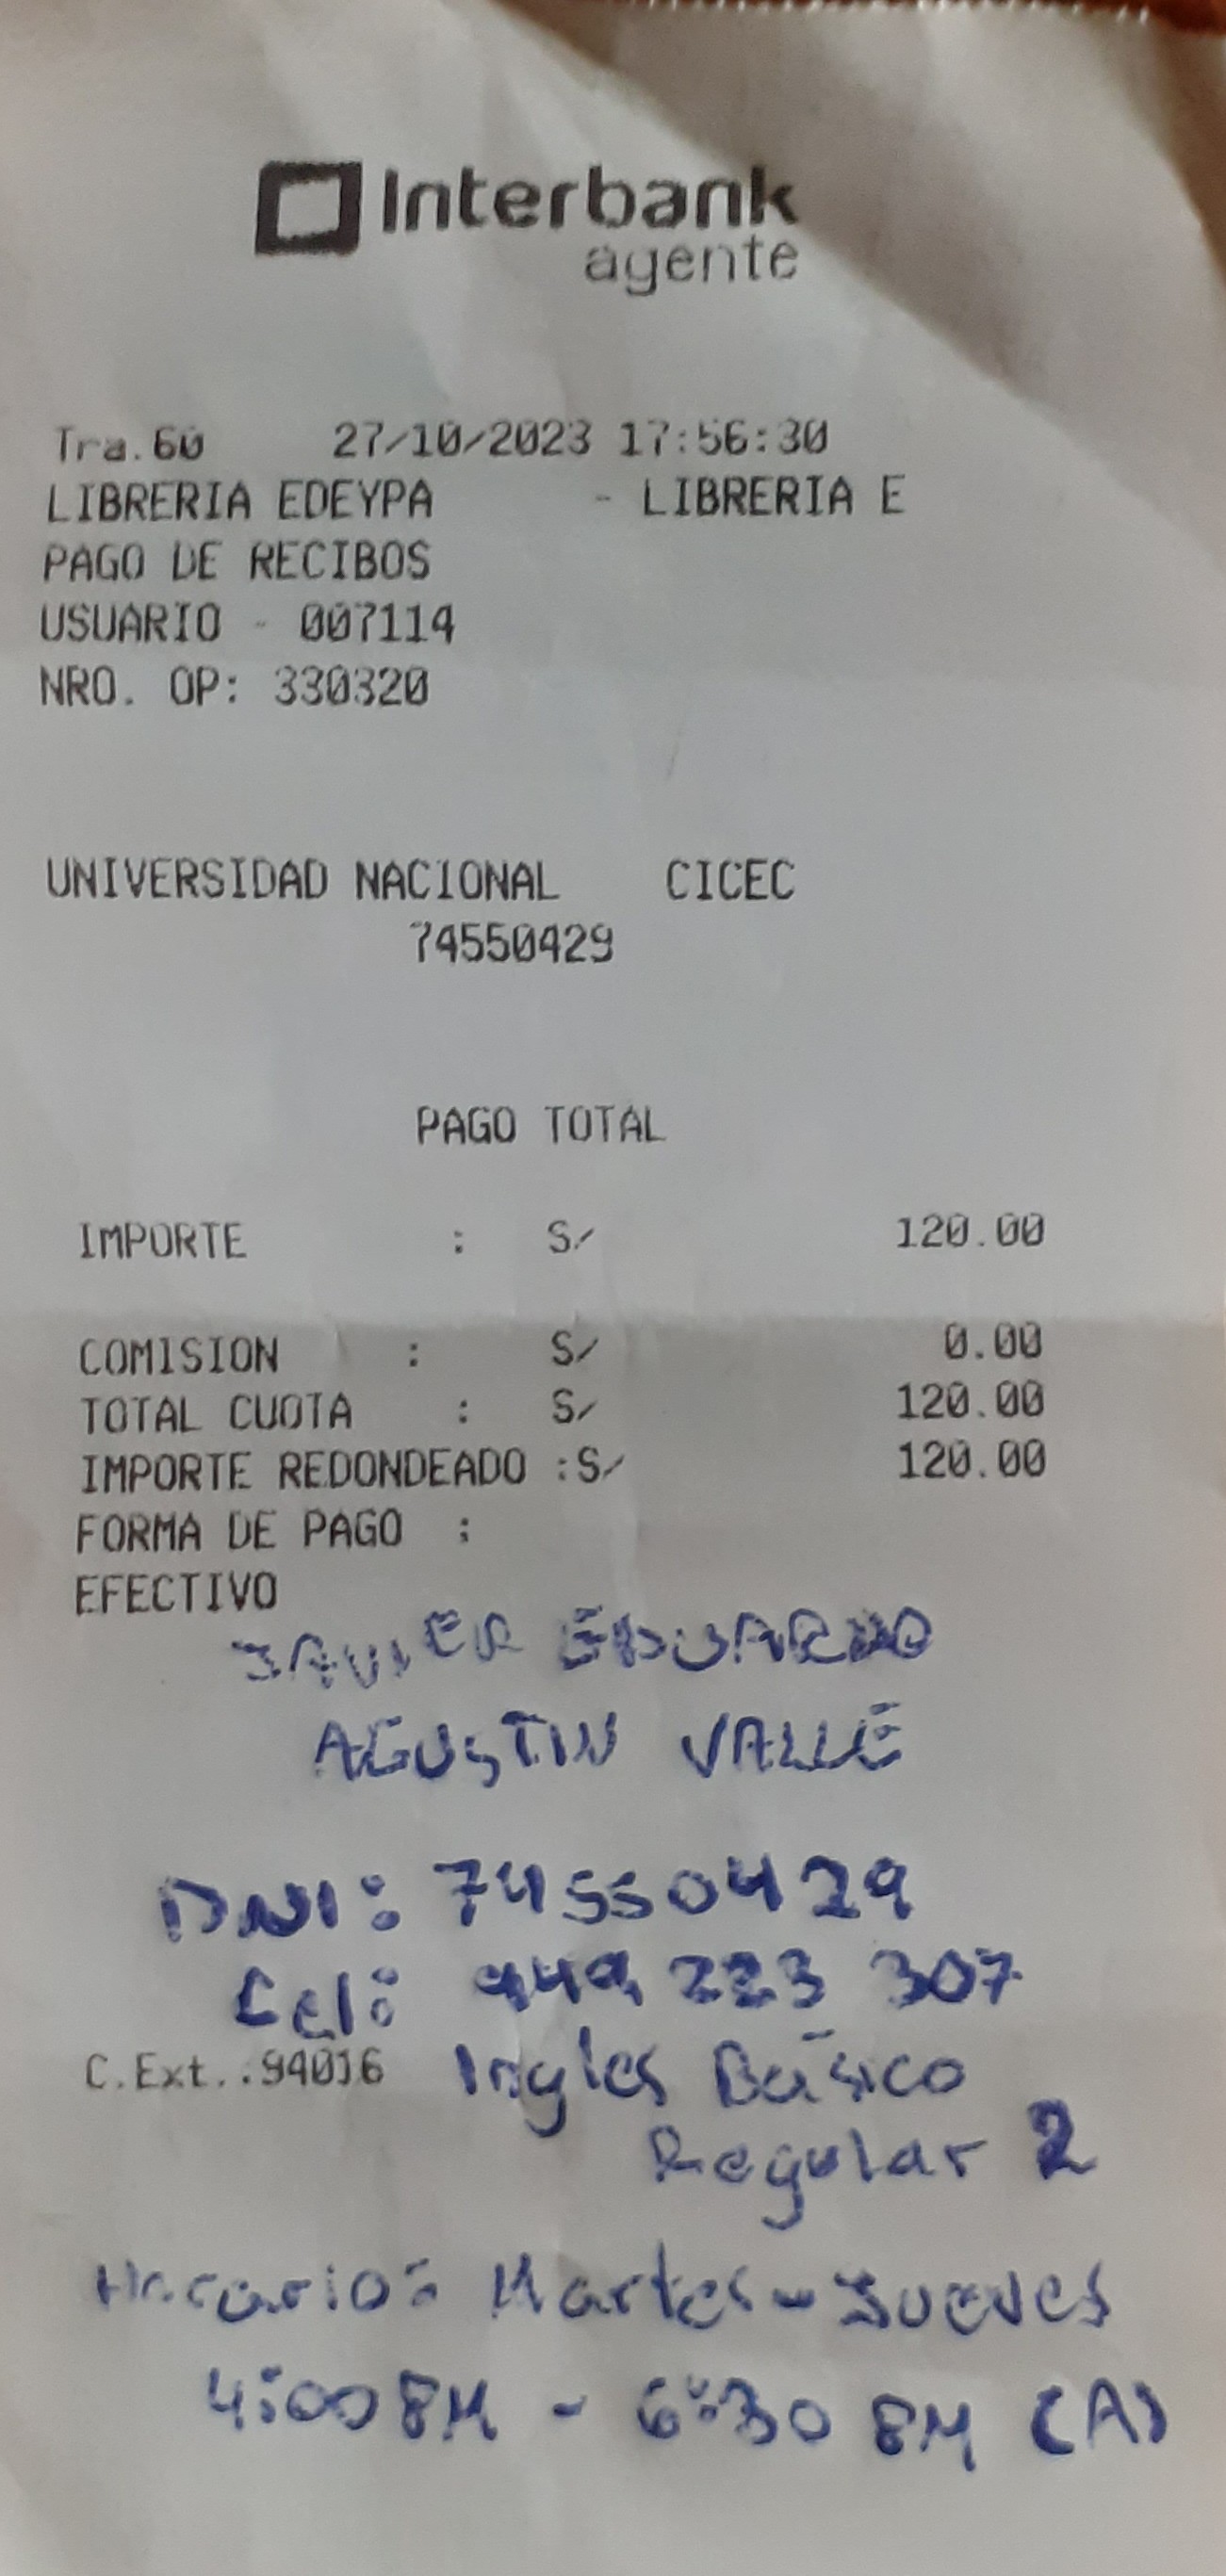 Interbank
agente
Tra.60 27/10/2023 17:56:30
LIBRERIA EDEYPA - LIBRERIA E
PAGO DE RECIBOS
USUARIO - 007114
NRO. OP: 330320
UNIVERSIDAD NACIONAL CICEC
74550429
PAGO TOTAL
IMPORTE : S/ 120.00
COMISION : S/ 0.00
TOTAL CUOTA : S/ 120.00
IMPORTE REDONDEADO :S/ 120.00
FORMA DE PAGO :
EFECTIVO
JAVIER EDUARDO
AGUSTIN VALLE
DNI: 74550429
Cel: 949 223 307
C.Ext.:94016 Ingles Básico
Regular 2
Horario: Martes - Jueves
4:00 PM - 6:30 PM (A)